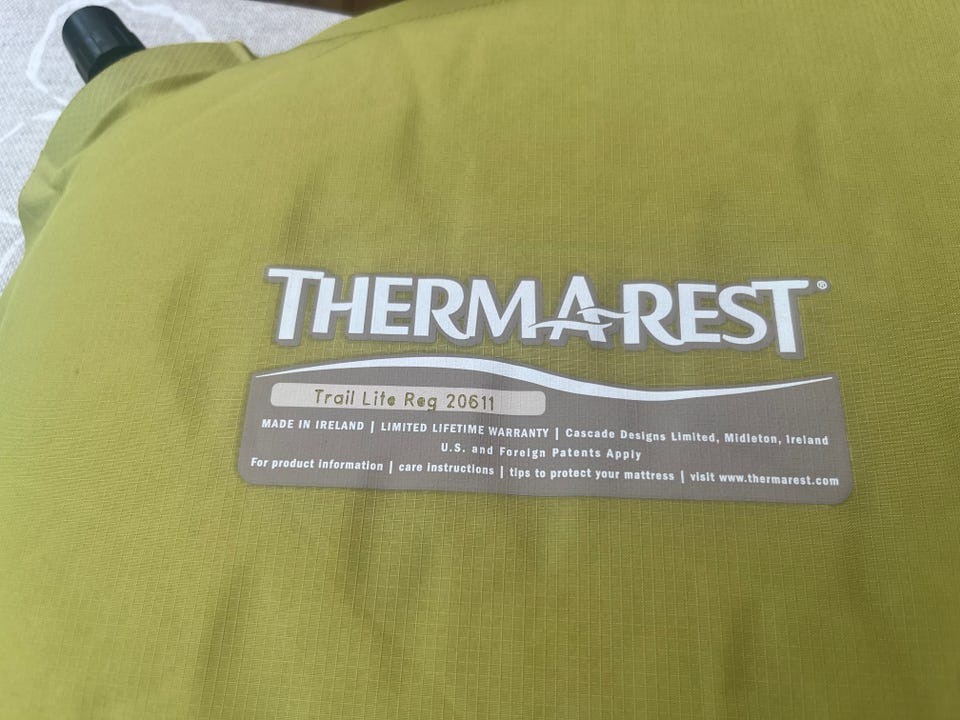 THERMAREST®
Trail Lite Reg 20611
MADE IN IRELAND | LIMITED LIFETIME WARRANTY | Cascade Designs Limited, Midleton, Ireland
U.S. and Foreign Patents Apply
For product information | care instructions | tips to protect your mattress | visit www.thermarest.com